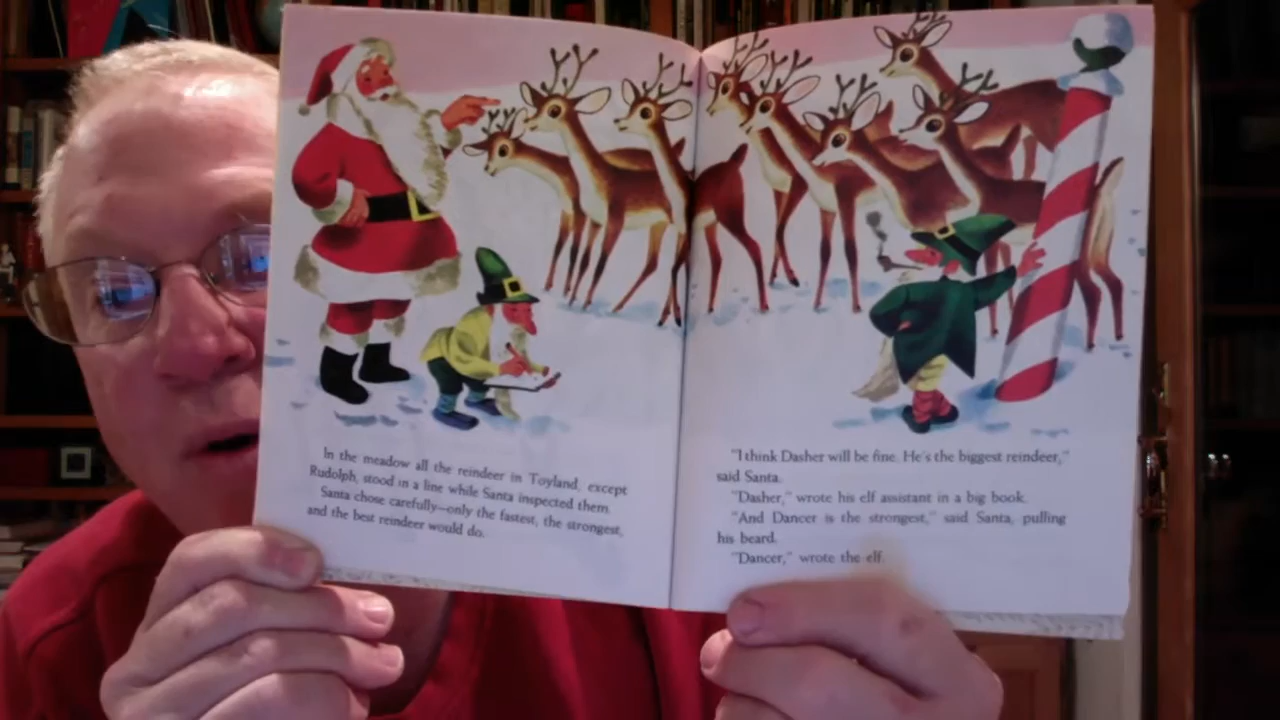 In the meadow all the reindeer in Toyland, except
Rudolph, stood in a line while Santa inspected them.
Santa chose carefully—only the fastest, the strongest,
and the best reindeer would do.
"I think Dasher will be fine. He's the biggest reindeer,"
said Santa.
"Dasher," wrote his elf assistant in a big book.
"And Dancer is the strongest," said Santa, pulling
his beard.
"Dancer," wrote the elf.